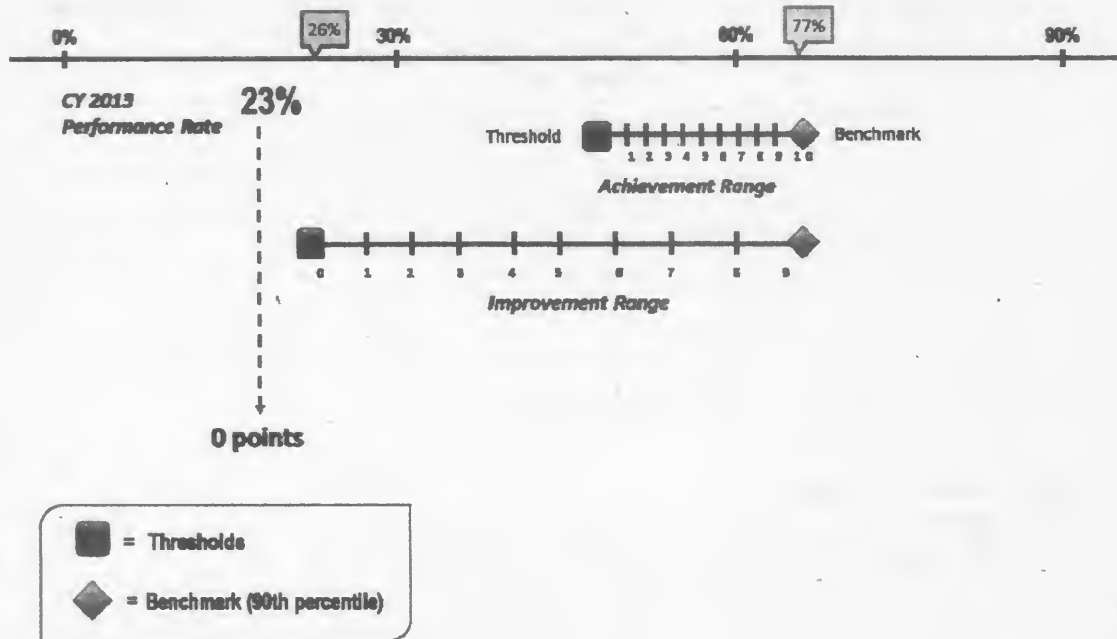 0% 26% 30% 60% 77% 90%
CY 2013 23%
Performance Rate
Threshold Benchmark
1 2 3 4 5 6 7 8 9 10
Achievement Range
0 1 2 3 4 5 6 7 8 9
Improvement Range
0 points
= Thresholds
= Benchmark (90th percentile)